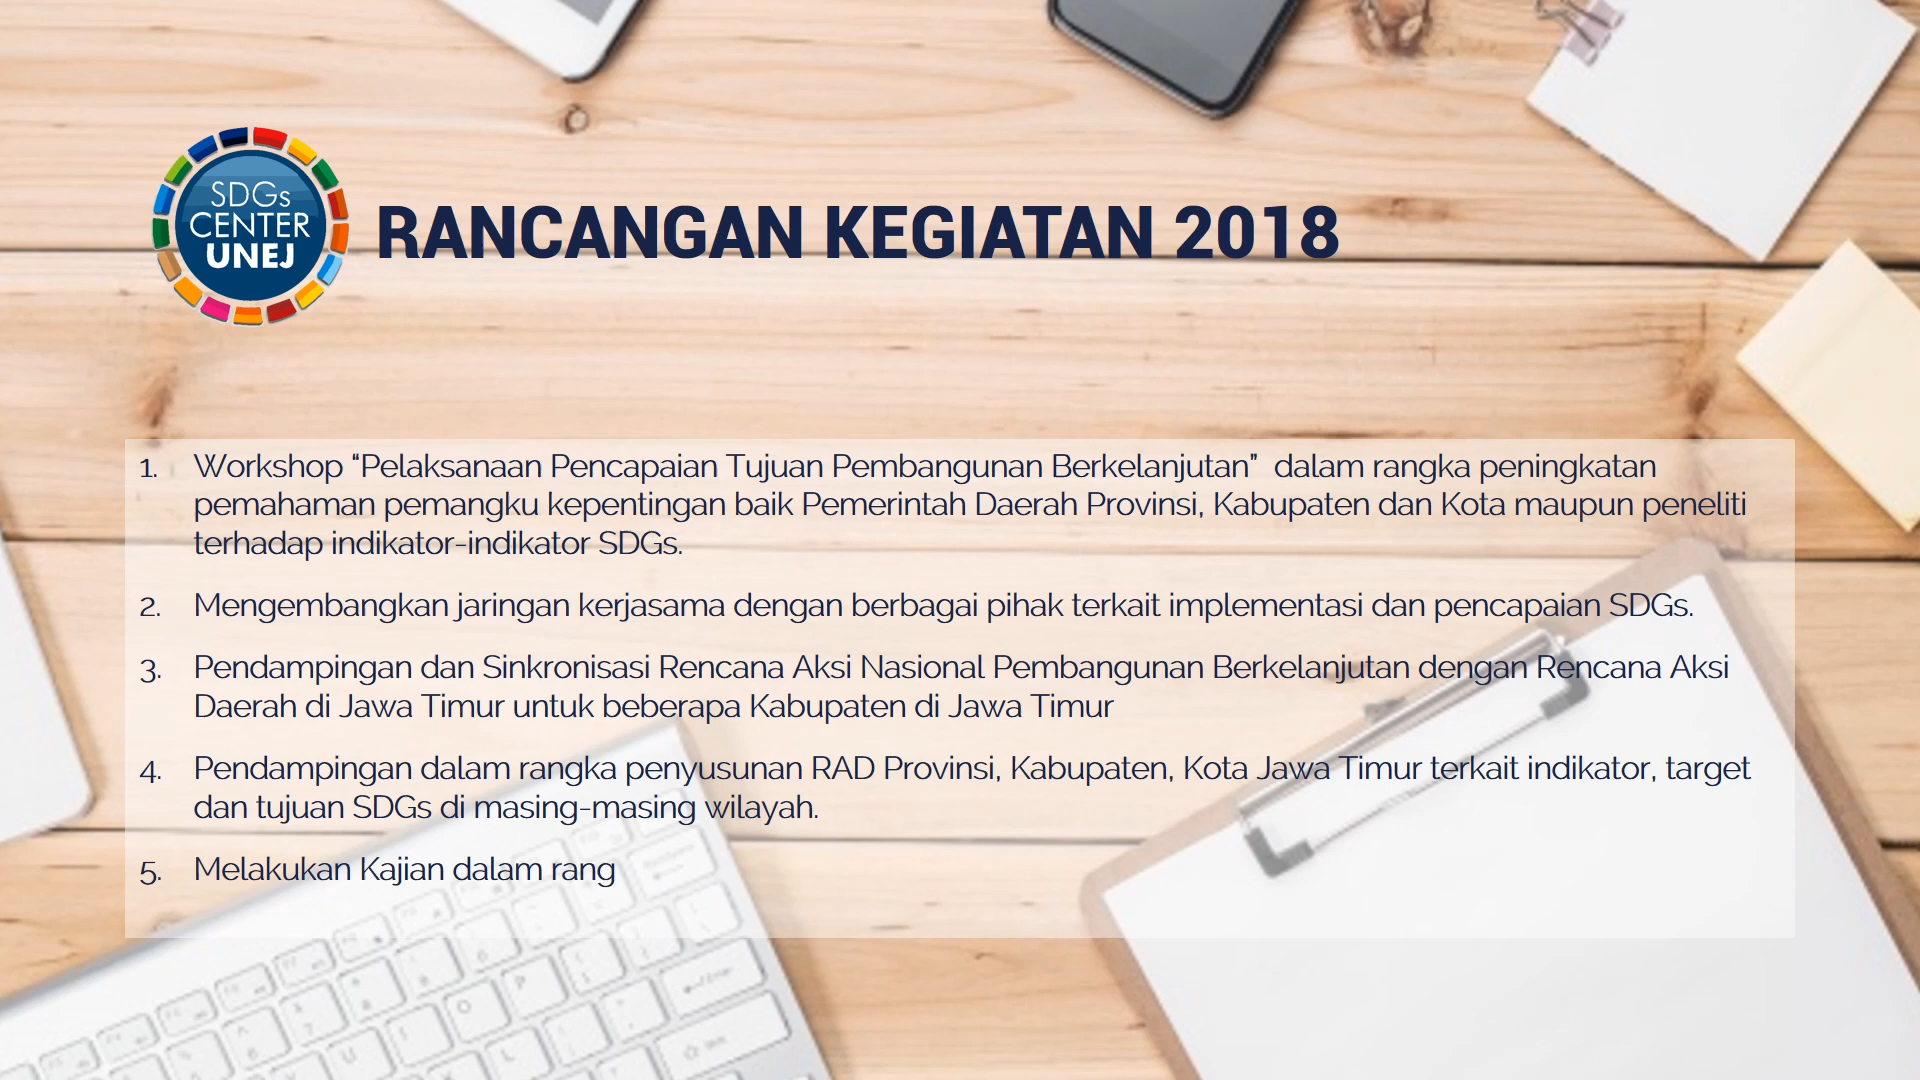 SDGs
CENTER
UNEJ
RANCANGAN KEGIATAN 2018
1. Workshop “Pelaksanaan Pencapaian Tujuan Pembangunan Berkelanjutan”  dalam rangka peningkatan
pemahaman pemangku kepentingan baik Pemerintah Daerah Provinsi, Kabupaten dan Kota maupun peneliti
terhadap indikator-indikator SDGs.
2. Mengembangkan jaringan kerjasama dengan berbagai pihak terkait implementasi dan pencapaian SDGs.
3. Pendampingan dan Sinkronisasi Rencana Aksi Nasional Pembangunan Berkelanjutan dengan Rencana Aksi
Daerah di Jawa Timur untuk beberapa Kabupaten di Jawa Timur
4. Pendampingan dalam rangka penyusunan RAD Provinsi, Kabupaten, Kota Jawa Timur terkait indikator, target
dan tujuan SDGs di masing-masing wilayah.
5. Melakukan Kajian dalam rang